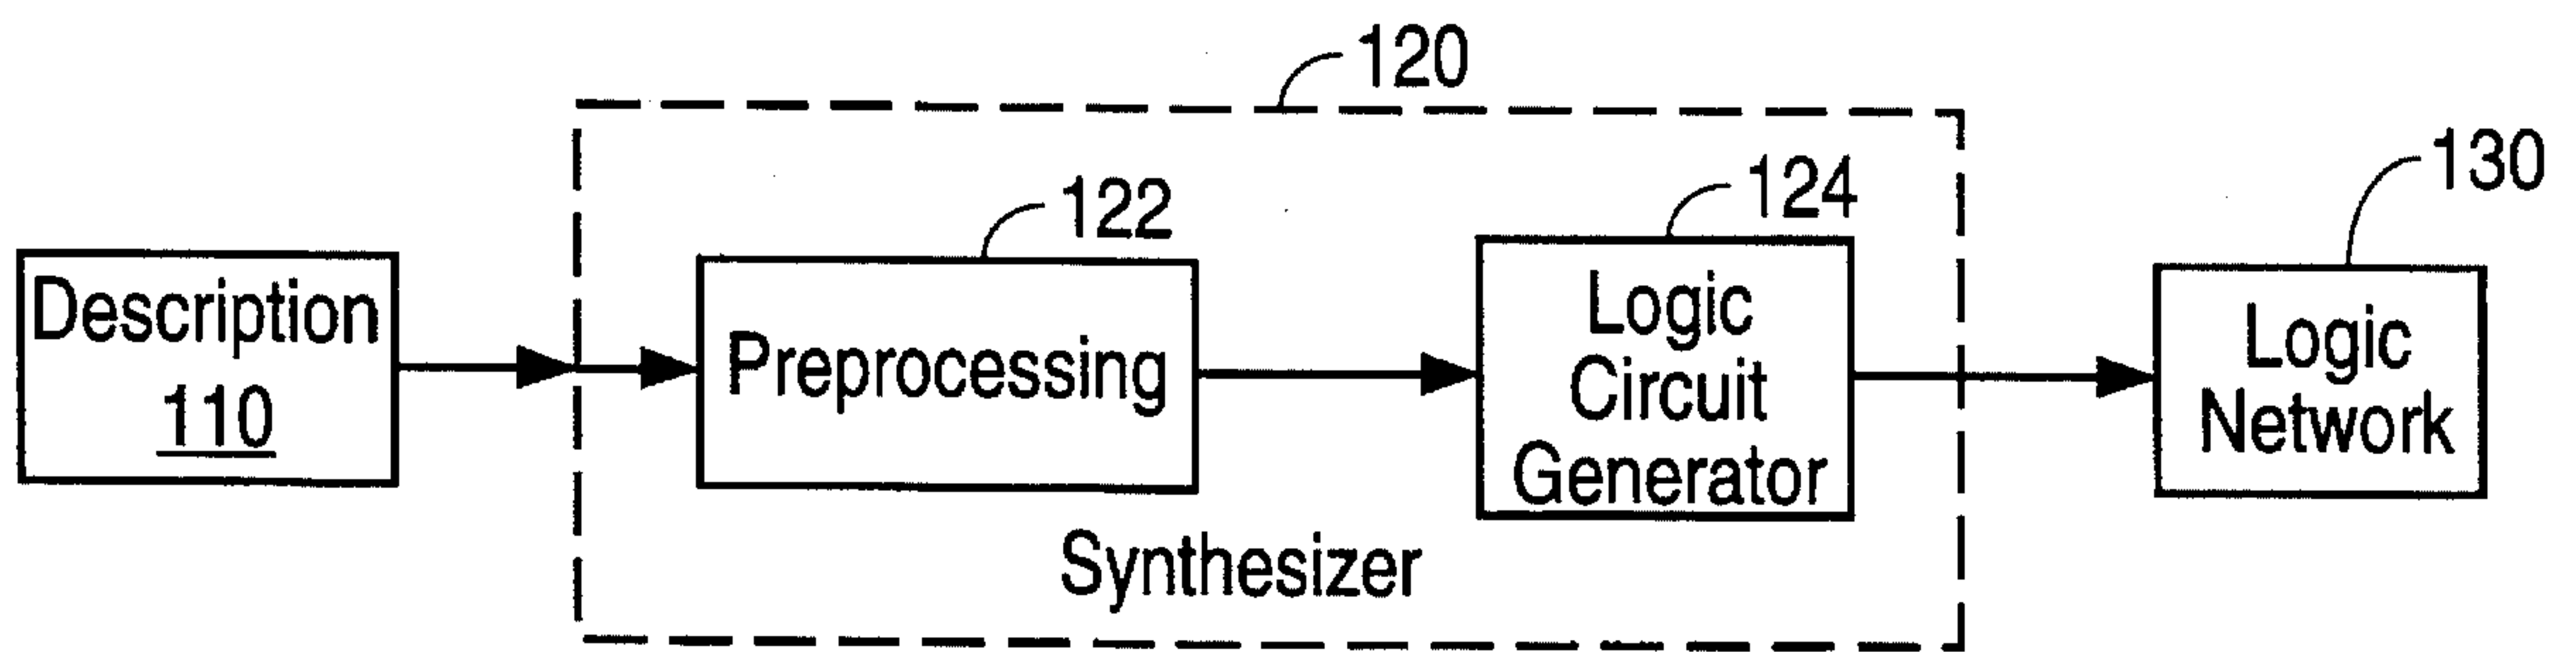 120
130
122
124
Description
110
Preprocessing
Logic
Circuit
Generator
Logic
Network
Synthesizer